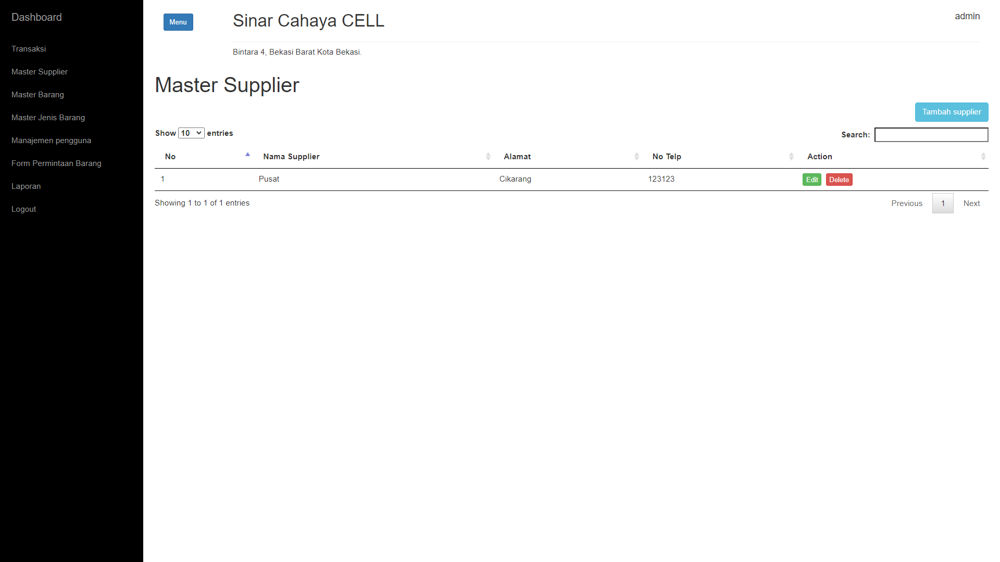 Dashboard
Transaksi
Master Supplier
Master Barang
Master Jenis Barang
Manajemen pengguna
Form Permintaan Barang
Laporan
Logout
Menu
Sinar Cahaya CELL
admin
Bintara 4, Bekasi Barat Kota Bekasi.
Master Supplier
Tambah supplier
Show 10 entries
Search:
No Nama Supplier Alamat No Telp Action
1 Pusat Cikarang 123123 Edit Delete
Showing 1 to 1 of 1 entries
Previous 1 Next